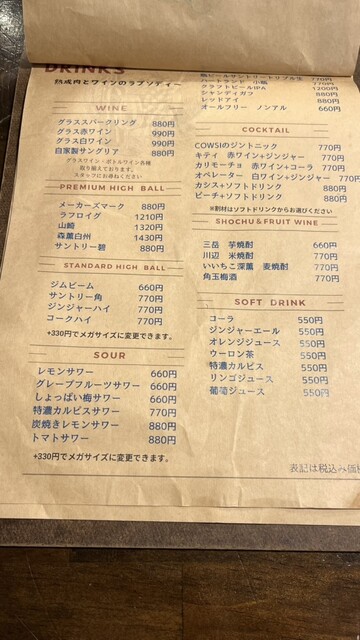 DRINKS
熟成肉とワインのラプソディ～
WINE
グラススパークリング 880円
グラス赤ワイン 990円
グラス白ワイン 990円
自家製サングリア 880円
グラスワイン・ボトルワイン各種
取り揃えております。
スタッフにお尋ねください
PREMIUM HIGH BALL
メーカーズマーク 880円
ラフロイグ 1210円
山崎 1320円
森薫白州 1430円
サントリー碧 880円
STANDARD HIGH BALL
ジムビーム 660円
サントリー角 770円
ジンジャーハイ 770円
コークハイ 770円
+330円でメガサイズに変更できます。
SOUR
レモンサワー 660円
グレープフルーツサワー 660円
しょっぱい梅サワー 660円
特濃カルピスサワー 770円
炭焼きレモンサワー 880円
トマトサワー 880円
+330円でメガサイズに変更できます。
ハートランド 小瓶 770円
クラフトビールIPA 1200円
シャンディガフ 880円
レッドアイ 880円
オールフリー ノンアル 660円
COCKTAIL
COWSIのジントニック 770円
キティ 赤ワイン+ジンジャー 770円
カリモーチョ 赤ワイン+コーラ 770円
オペレーター 白ワイン+ジンジャー 770円
カシス+ソフトドリンク 880円
ピーチ+ソフトドリンク 880円
※割材はソフトドリンクからお選びください
SHOCHU & FRUIT WINE
三岳 芋焼酎 660円
川辺 米焼酎 770円
いいちこ深薫 麦焼酎 770円
角玉梅酒 770円
SOFT DRINK
コーラ 550円
ジンジャーエール 550円
オレンジジュース 550円
ウーロン茶 550円
特濃カルピス 550円
リンゴジュース 550円
葡萄ジュース 550円
表記は税込み価格